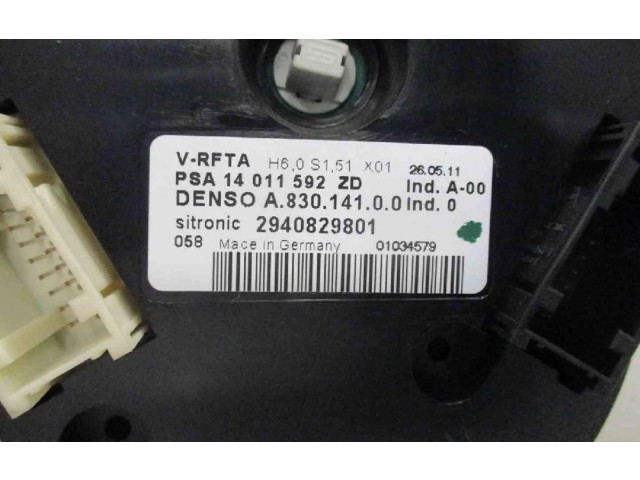 V-RFTA H6,0 S1,51 X01 26.05.11
PSA 14 011 592 ZD Ind. A-00
DENSO A.830.141.0.0 Ind. 0
sitronic 2940829801
058 Made in Germany 01034579